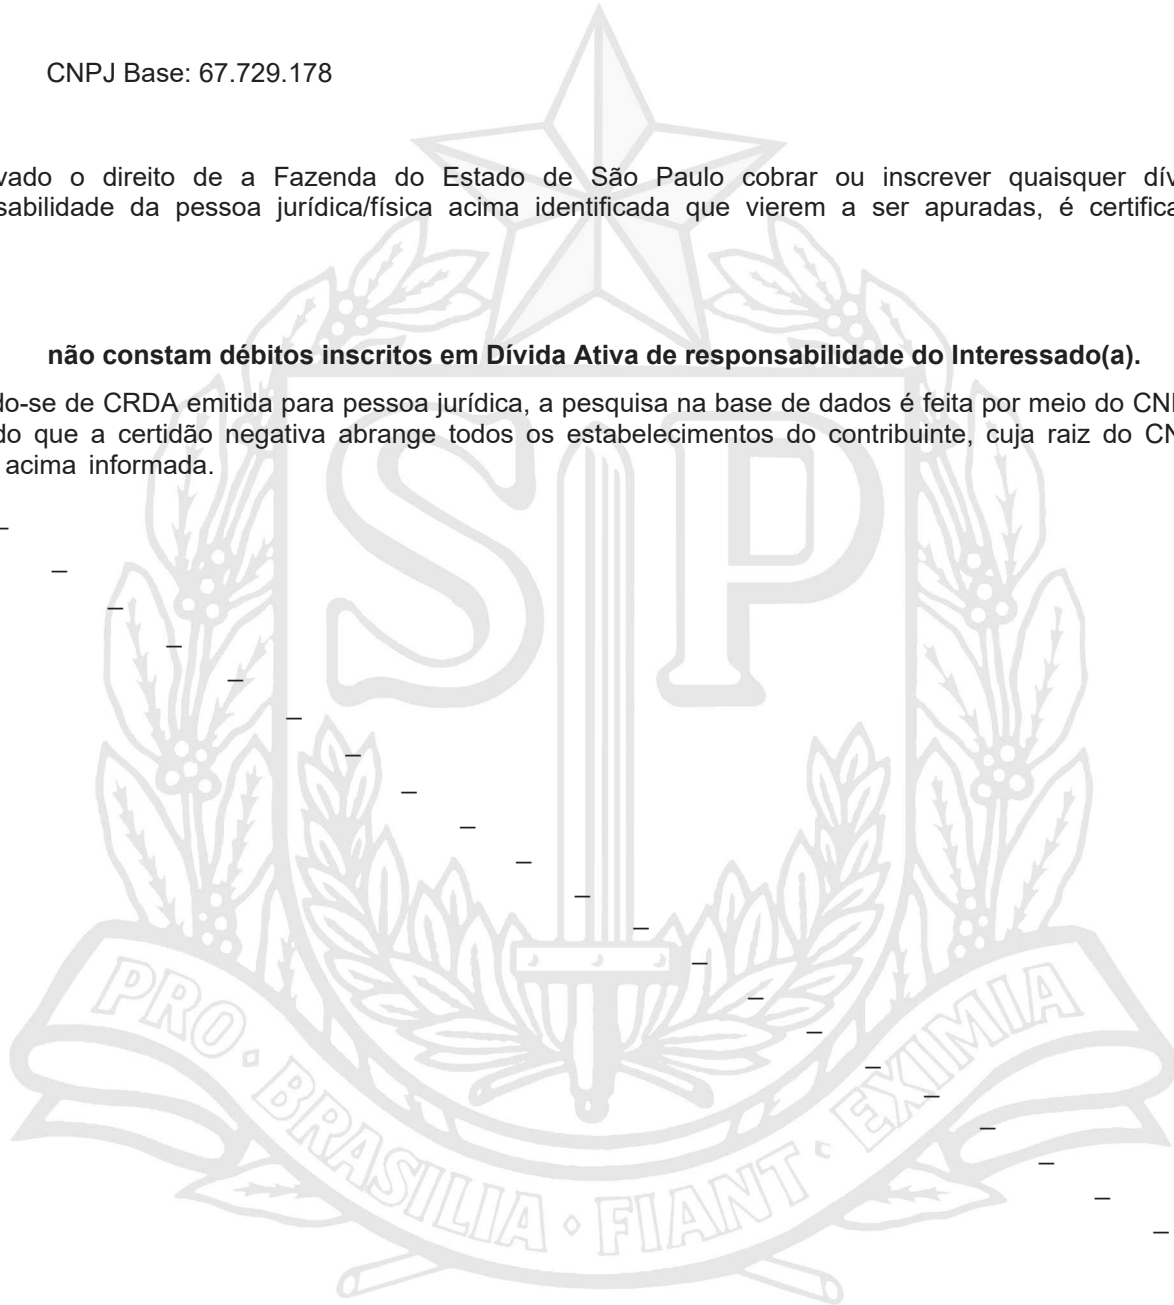 CNPJ Base: 67.729.178
vado o direito de a Fazenda do Estado de São Paulo cobrar ou inscrever quaisquer dív
sabilidade da pessoa jurídica/física acima identificada que vierem a ser apuradas, é certifica
não constam débitos inscritos em Dívida Ativa de responsabilidade do Interessado(a).
do-se de CRDA emitida para pessoa jurídica, a pesquisa na base de dados é feita por meio do CN
do que a certidão negativa abrange todos os estabelecimentos do contribuinte, cuja raiz do CN
acima informada.
SP
PRO · BRASILIA · FIANT · EXIMIA